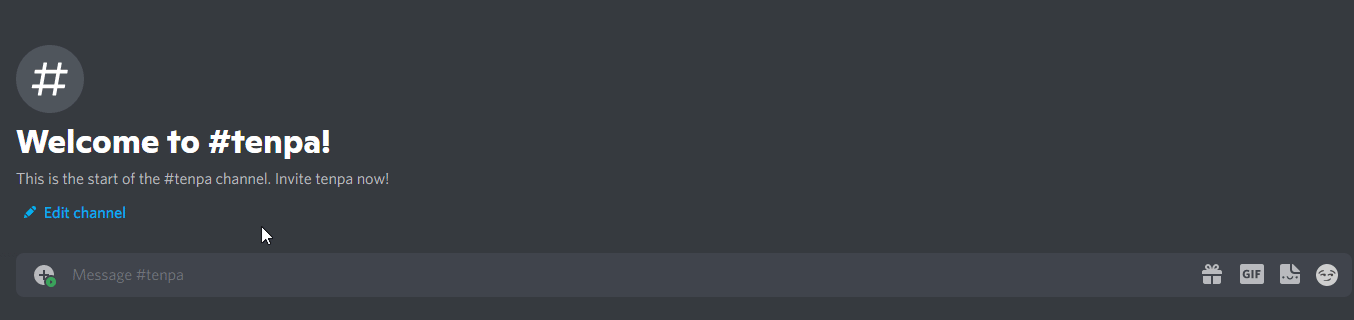 #
Welcome to #tenpa!
This is the start of the #tenpa channel. Invite tenpa now!
Edit channel
Message #tenpa
GIF